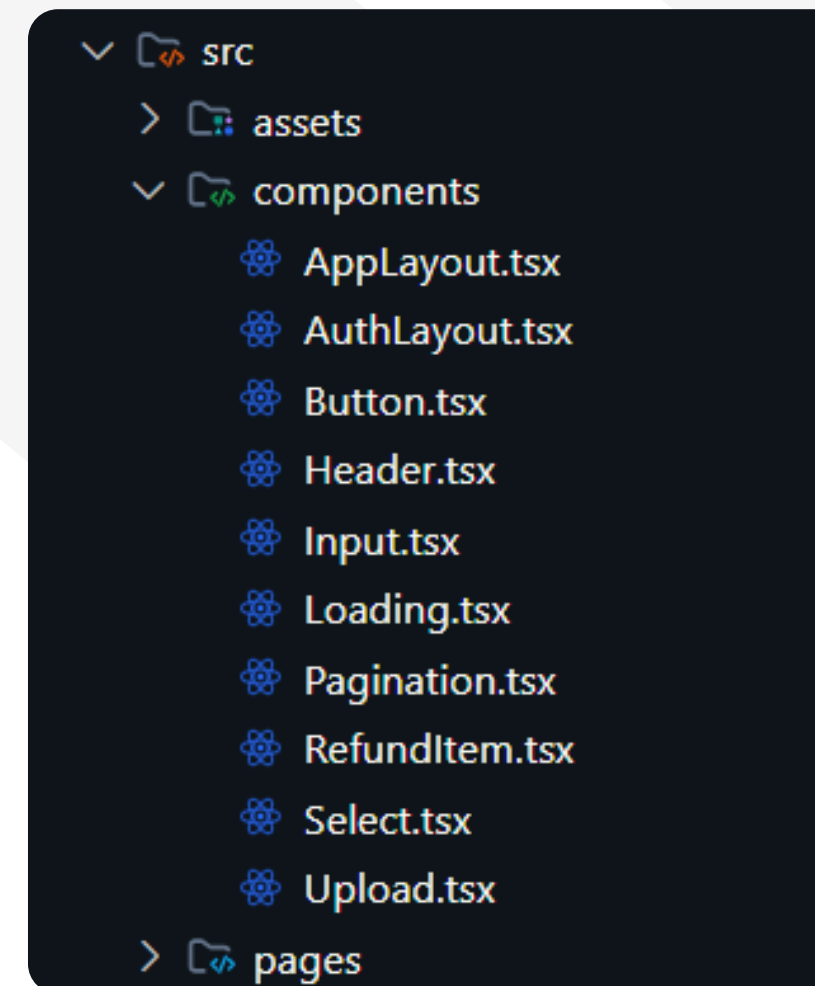 src
assets
components
AppLayout.tsx
AuthLayout.tsx
Button.tsx
Header.tsx
Input.tsx
Loading.tsx
Pagination.tsx
RefundItem.tsx
Select.tsx
Upload.tsx
pages